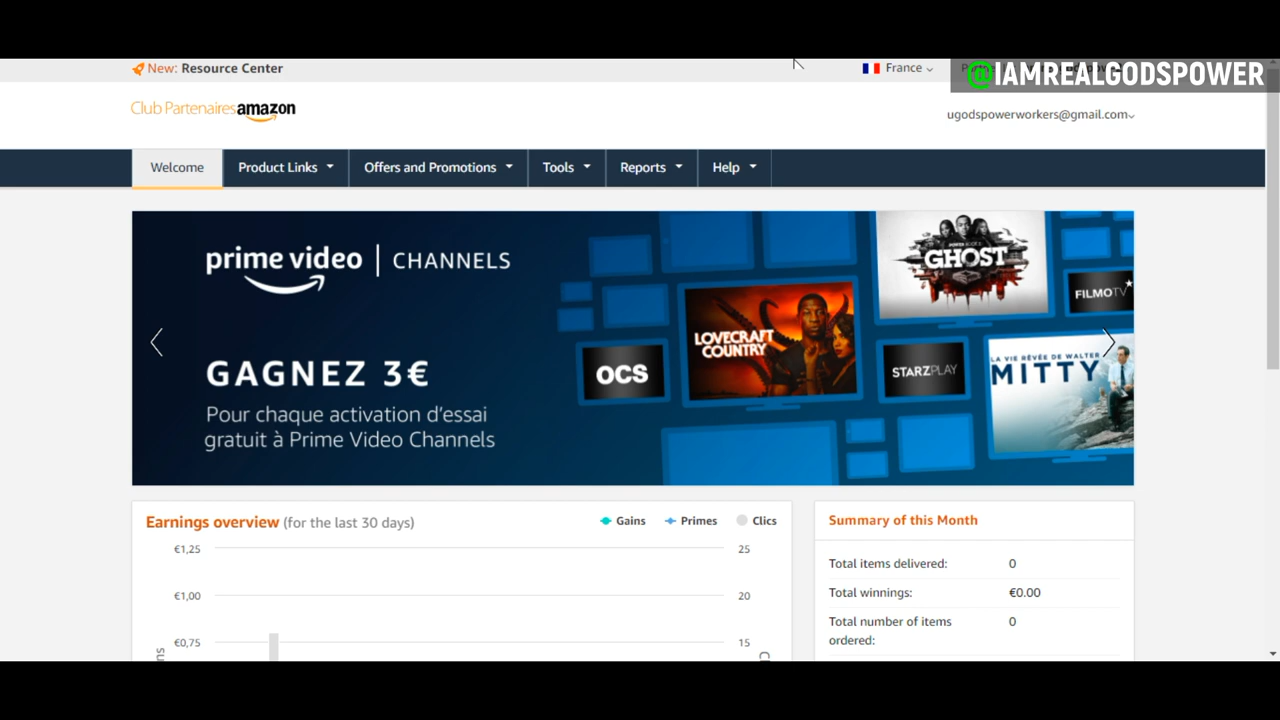 New: Resource Center
France
@IAMREALGODSPOWER
Club Partenaires amazon
ugodspowerworkers@gmail.com
Welcome
Product Links
Offers and Promotions
Tools
Reports
Help
prime video | CHANNELS
GAGNEZ 3€
Pour chaque activation d'essai
gratuit à Prime Video Channels
OCS
LOVECRAFT
COUNTRY
GHOST
FILMOTV
STARZPLAY
LA VIE RÊVÉE DE WALTER
MITTY
Earnings overview (for the last 30 days)
Gains
Primes
Clics
€1,25
25
€1,00
20
€0,75
15
Summary of this Month
Total items delivered: 0
Total winnings: €0.00
Total number of items
ordered: 0